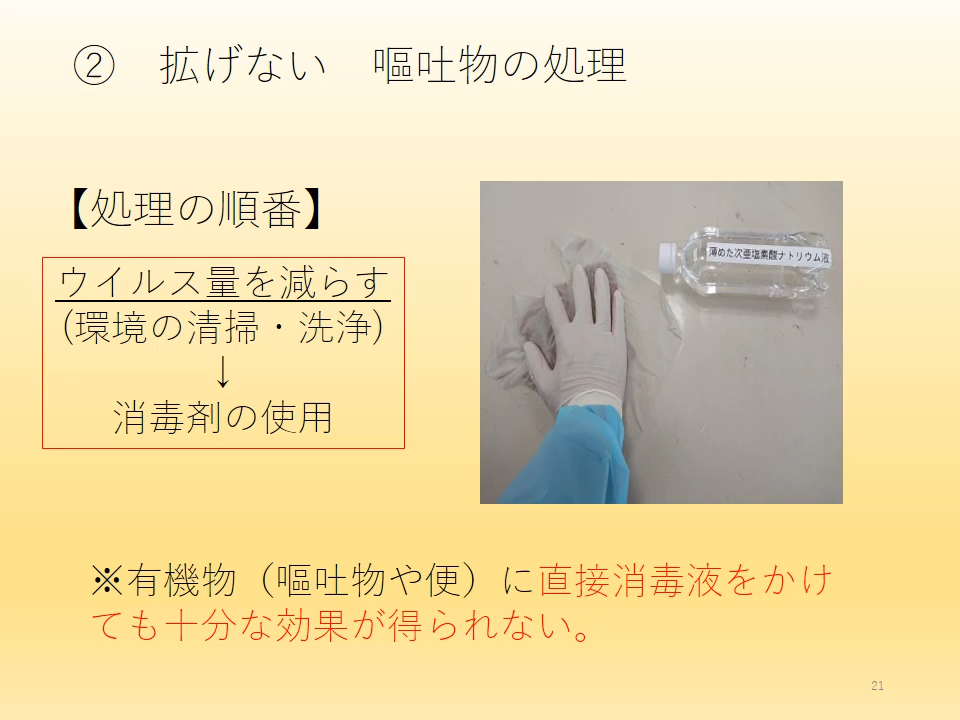 ② 拡げない 嘔吐物の処理
【処理の順番】
ウイルス量を減らす
(環境の清掃・洗浄)
↓
消毒剤の使用
薄めた次亜塩素酸ナトリウム液
※有機物（嘔吐物や便）に直接消毒液をかけ
ても十分な効果が得られない。
21